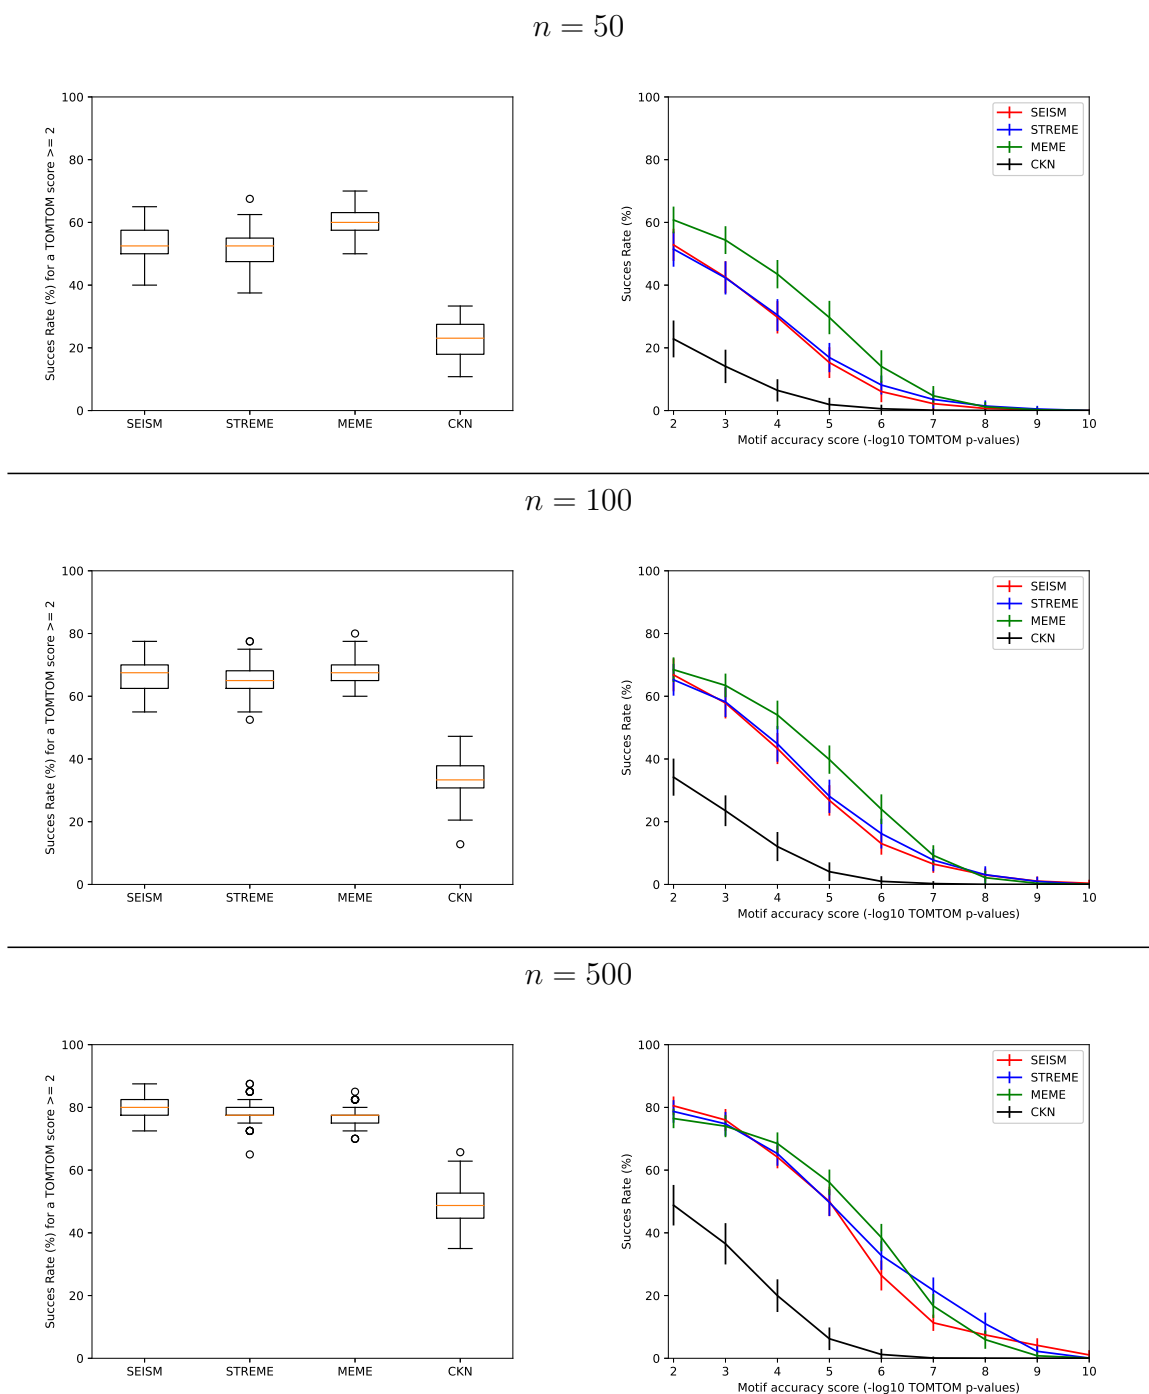 n = 50
Succes Rate (%) for a TOMTOM score >= 2
100
80
60
40
20
0
SEISM STREME MEME CKN
Succes Rate (%)
100
80
60
40
20
0
2 3 4 5 6 7 8 9 10
Motif accuracy score (-log10 TOMTOM p-values)
SEISM
STREME
MEME
CKN
n = 100
Succes Rate (%) for a TOMTOM score >= 2
100
80
60
40
20
0
SEISM STREME MEME CKN
Succes Rate (%)
100
80
60
40
20
0
2 3 4 5 6 7 8 9 10
Motif accuracy score (-log10 TOMTOM p-values)
SEISM
STREME
MEME
CKN
n = 500
Succes Rate (%) for a TOMTOM score >= 2
100
80
60
40
20
0
SEISM STREME MEME CKN
Succes Rate (%)
100
80
60
40
20
0
2 3 4 5 6 7 8 9 10
Motif accuracy score (-log10 TOMTOM p-values)
SEISM
STREME
MEME
CKN